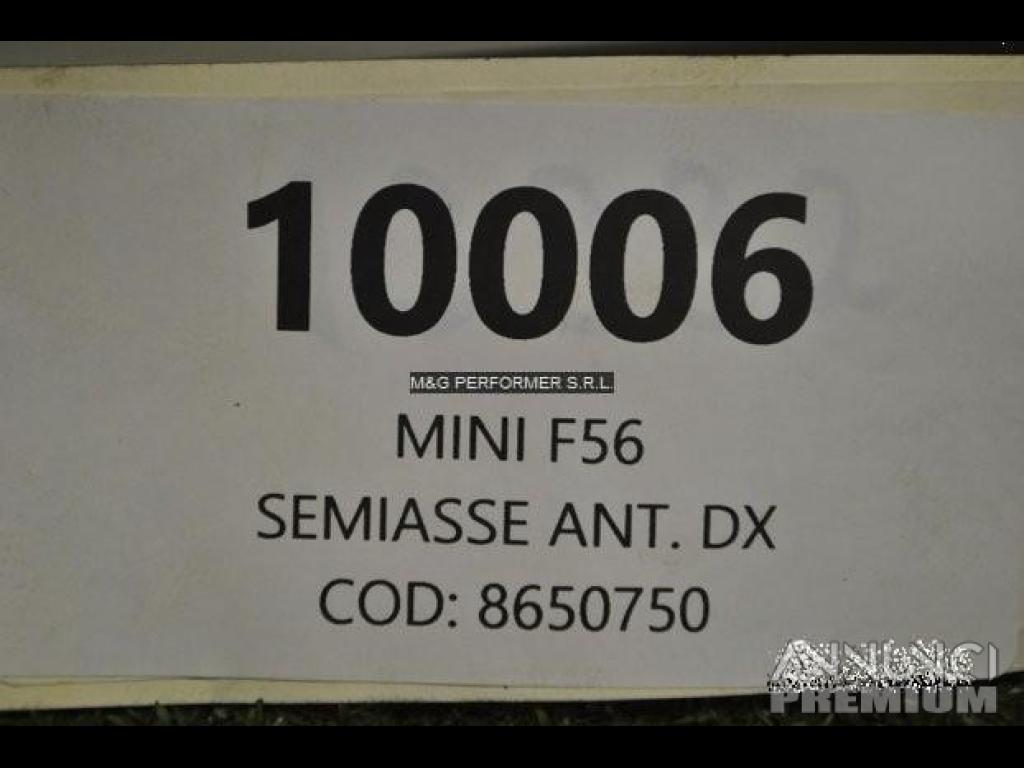 10006
M&G PERFORMER S.R.L.
MINI F56
SEMIASSE ANT. DX
COD: 8650750
ANNUNCI
PREMIUM